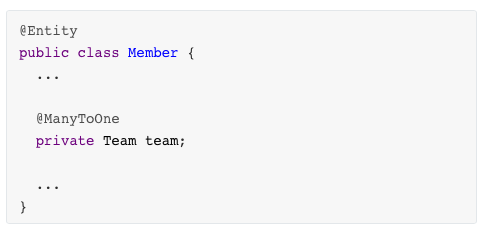 @Entity
public class Member {
  ...

  @ManyToOne
  private Team team;

  ...
}